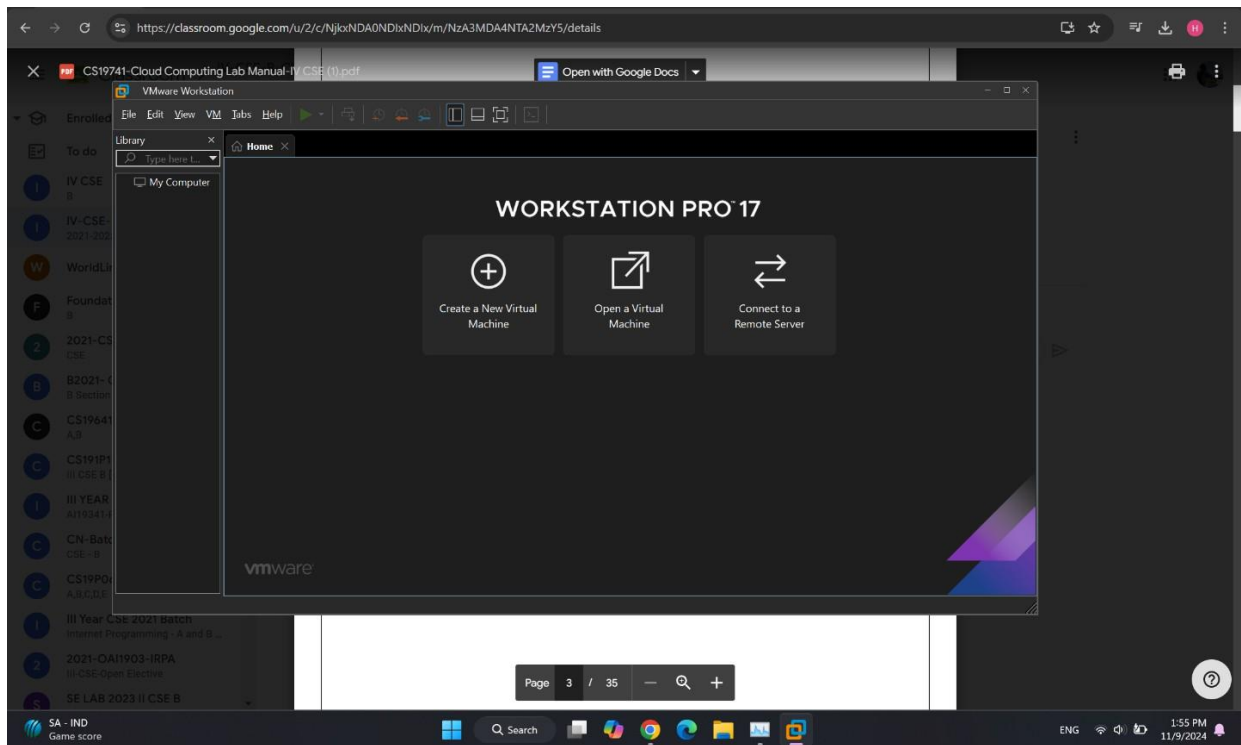 https://classroom.google.com/u/2/c/NjkxNDA0NDIxNDIx/m/NzA3MDA4NTA2MzY5/details
H
PDF CS19741-Cloud Computing Lab Manual-IV CSE (1).pdf
Open with Google Docs
VMware Workstation
File Edit View VM Tabs Help
Library
Type here t...
Home
My Computer
WORKSTATION PRO™ 17
Create a New Virtual
Machine
Open a Virtual
Machine
Connect to a
Remote Server
vmware
Enrolled
To do
I IV CSE
B
I IV-CSE-
2021-202
W WorldLi
F Foundat
B
2 2021-CS
CSE
B B2021-
B Section
C CS19641
A,B
C CS191P1
III CSE B
I III YEAR
AI19341-
C CN-Batc
CSE - B
C CS19P0
A,B,C,D,E
I III Year CSE 2021 Batch
Internet Programming - A and B ...
2 2021-OAI1903-IRPA
III-CSE-Open Elective
S SE LAB 2023 II CSE B
Page 3 / 35
SA - IND
Game score
Search
ENG
1:55 PM
11/9/2024